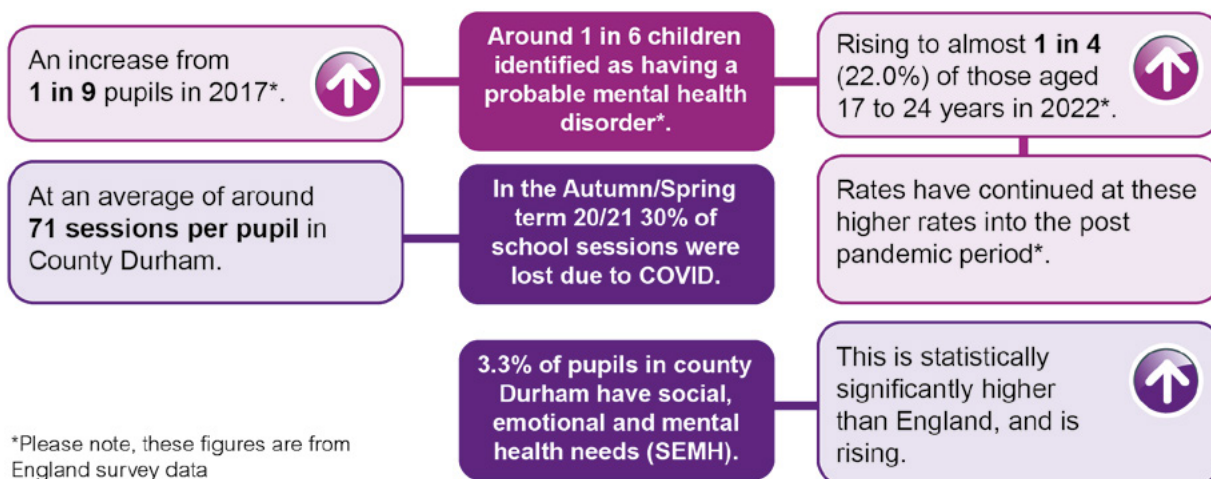 An increase from
1 in 9 pupils in 2017*.
Around 1 in 6 children
identified as having a
probable mental health
disorder*.
Rising to almost 1 in 4
(22.0%) of those aged
17 to 24 years in 2022*.
At an average of around
71 sessions per pupil in
County Durham.
In the Autumn/Spring
term 20/21 30% of
school sessions were
lost due to COVID.
Rates have continued at these
higher rates into the post
pandemic period*.
3.3% of pupils in county
Durham have social,
emotional and mental
health needs (SEMH).
This is statistically
significantly higher
than England, and is
rising.
*Please note, these figures are from
England survey data